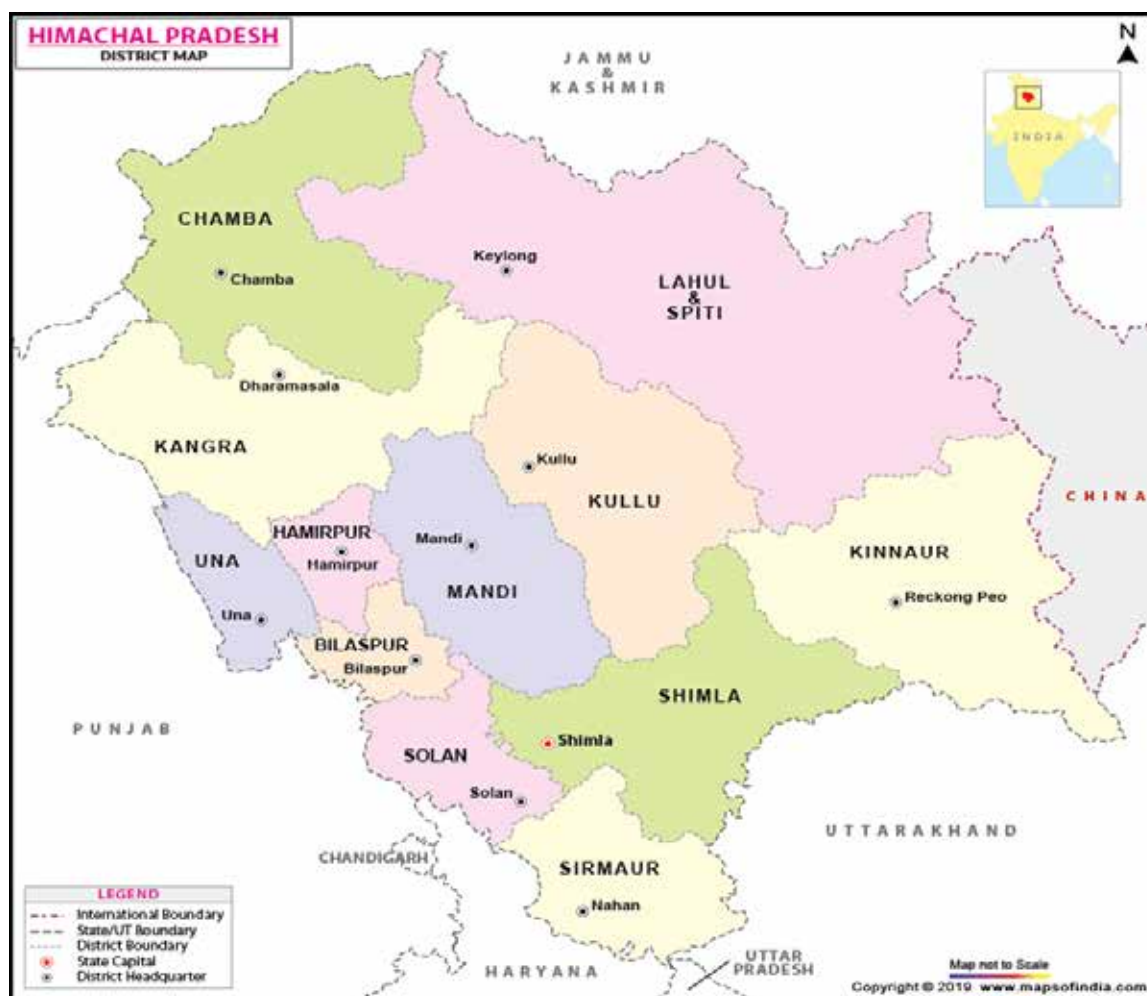 HIMACHAL PRADESH
DISTRICT MAP
JAMMU
&
KASHMIR
N
INDIA
CHAMBA
Chamba
Keylong
LAHUL
&
SPITI
Dharamasala
KANGRA
Kullu
KULLU
CHINA
HAMIRPUR
Hamirpur
UNA
Una
Mandi
MANDI
KINNAUR
Reckong Peo
BILASPUR
Bilaspur
SHIMLA
Shimla
PUNJAB
SOLAN
Solan
UTTARAKHAND
CHANDIGARH
SIRMAUR
Nahan
LEGEND
International Boundary
State/UT Boundary
District Boundary
State Capital
District Headquarter
HARYANA
UTTAR
PRADESH
Map not to Scale
Copyright © 2019 www.mapsofindia.com